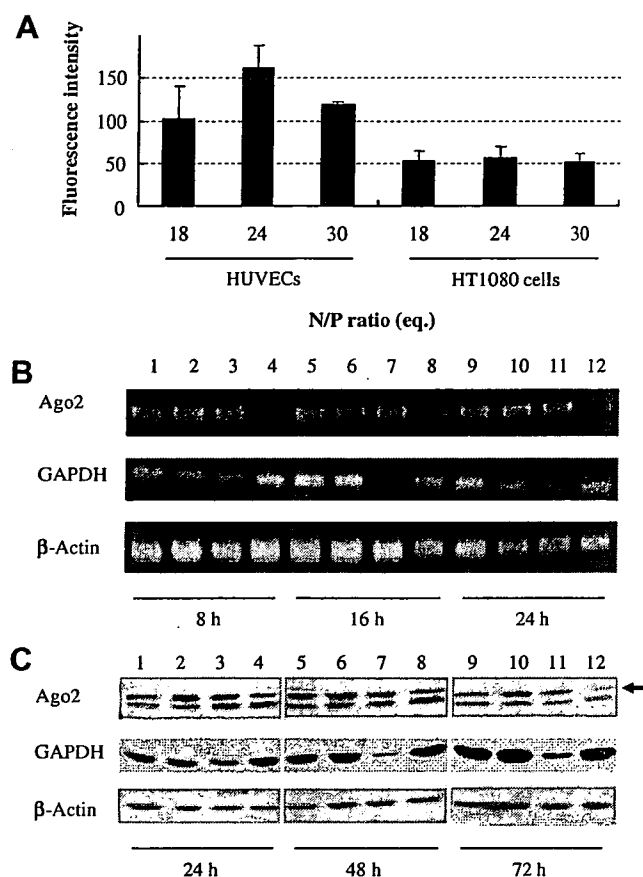 A
Fluorescence intensity
150
100
50
0
18 24 30 18 24 30
HUVECs HT1080 cells
N/P ratio (eq.)
B
1 2 3 4 5 6 7 8 9 10 11 12
Ago2
GAPDH
β-Actin
8 h 16 h 24 h
C
1 2 3 4 5 6 7 8 9 10 11 12
Ago2
GAPDH
β-Actin
24 h 48 h 72 h